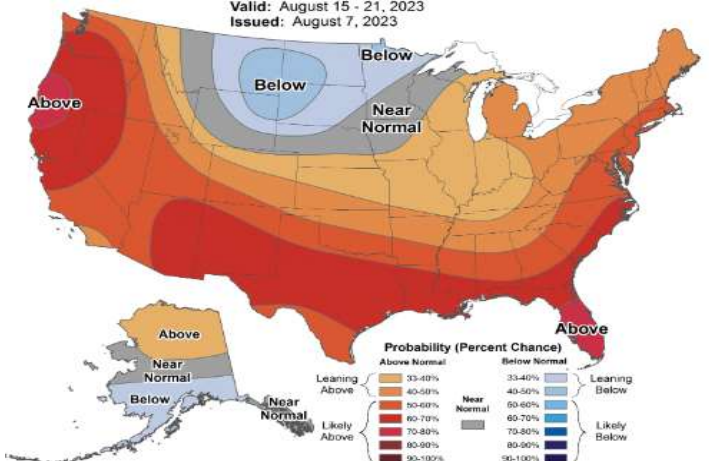 Valid: August 15 - 21, 2023
Issued: August 7, 2023
Below
Below
Above
Near
Normal
Above
Above
Near
Normal
Below
Near
Normal
Probability (Percent Chance)
Above Normal
Below Normal
Leaning
Above
33-40%
40-50%
Likely
Above
50-60%
60-70%
70-80%
80-90%
90-100%
Near
Normal
33-40%
40-50%
Leaning
Below
50-60%
60-70%
70-80%
80-90%
90-100%
Likely
Below